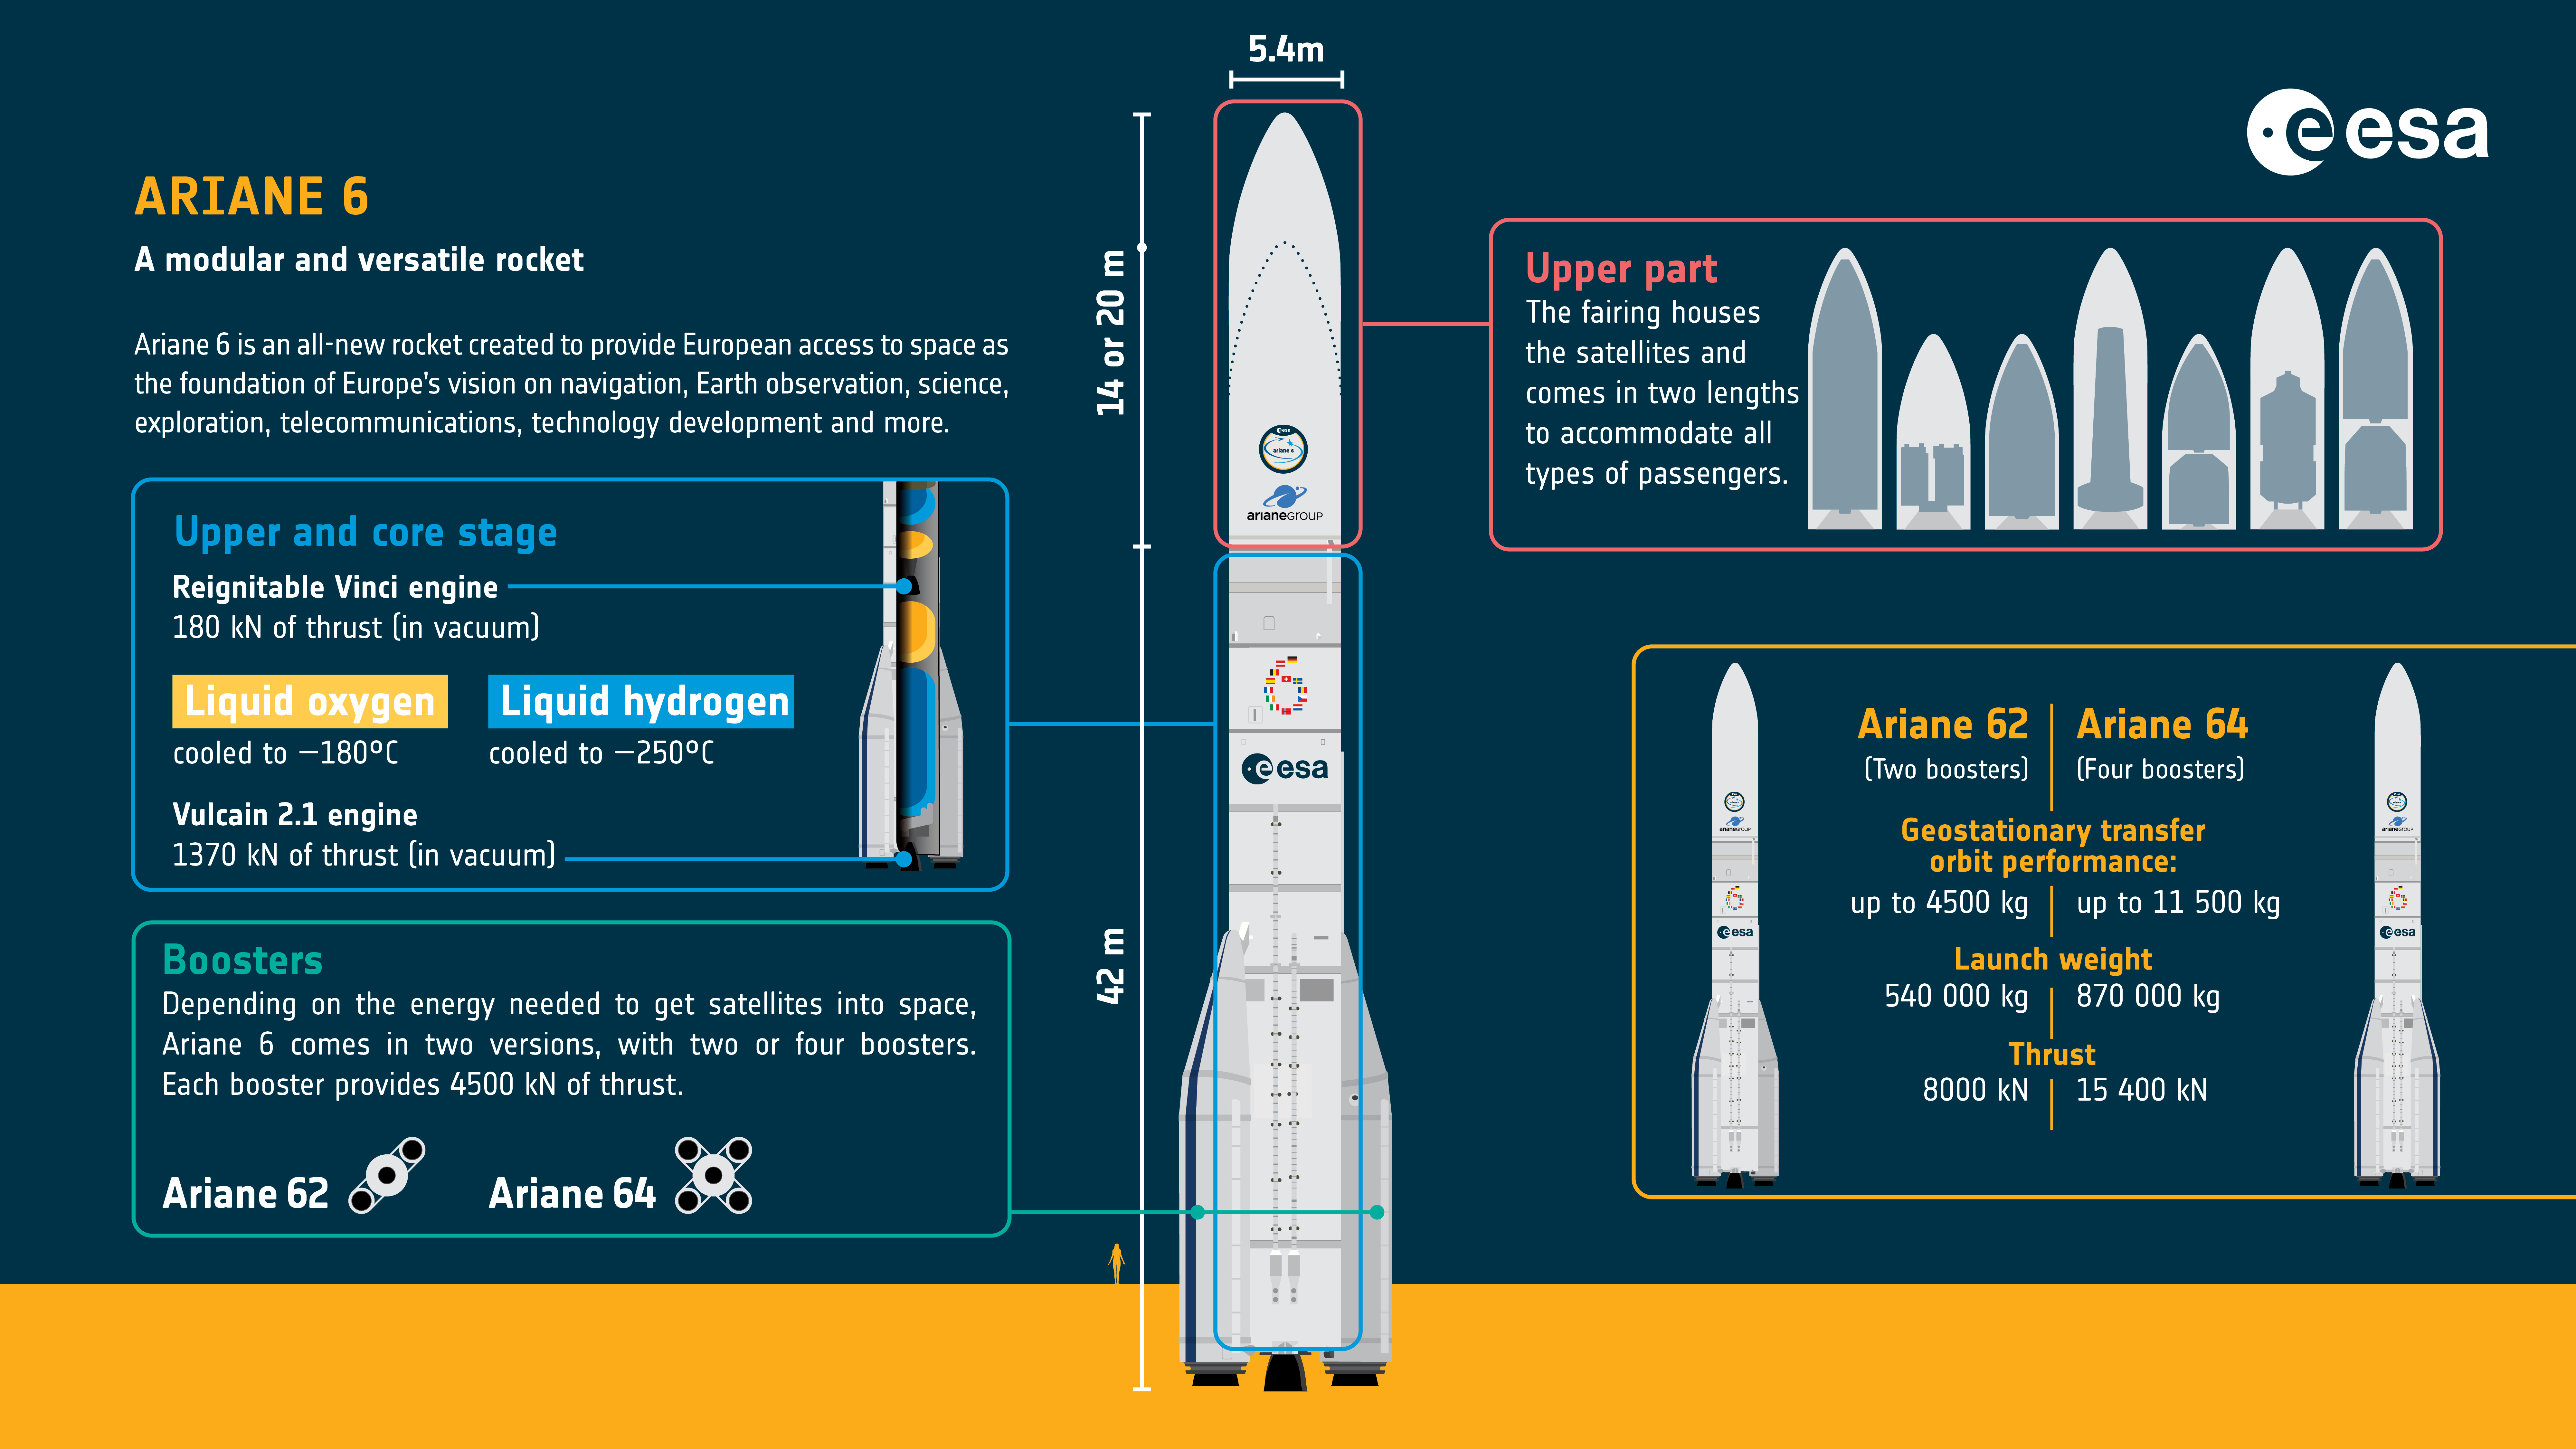 5.4m
esa
ARIANE 6
A modular and versatile rocket
Ariane 6 is an all-new rocket created to provide European access to space as
the foundation of Europe’s vision on navigation, Earth observation, science,
exploration, telecommunications, technology development and more.
Upper and core stage
Reignitable Vinci engine
180 kN of thrust (in vacuum)
Liquid oxygen
cooled to –180°C
Liquid hydrogen
cooled to –250°C
Vulcain 2.1 engine
1370 kN of thrust (in vacuum)
Boosters
Depending on the energy needed to get satellites into space,
Ariane 6 comes in two versions, with two or four boosters.
Each booster provides 4500 kN of thrust.
Ariane 62
Ariane 64
14 or 20 m
42 m
esa
ariane 6
arianeGROUP
esa
Upper part
The fairing houses
the satellites and
comes in two lengths
to accommodate all
types of passengers.
arianeGROUP
esa
Ariane 62
(Two boosters)
Ariane 64
(Four boosters)
Geostationary transfer
orbit performance:
up to 4500 kg
up to 11 500 kg
Launch weight
540 000 kg
870 000 kg
Thrust
8000 kN
15 400 kN
arianeGROUP
esa